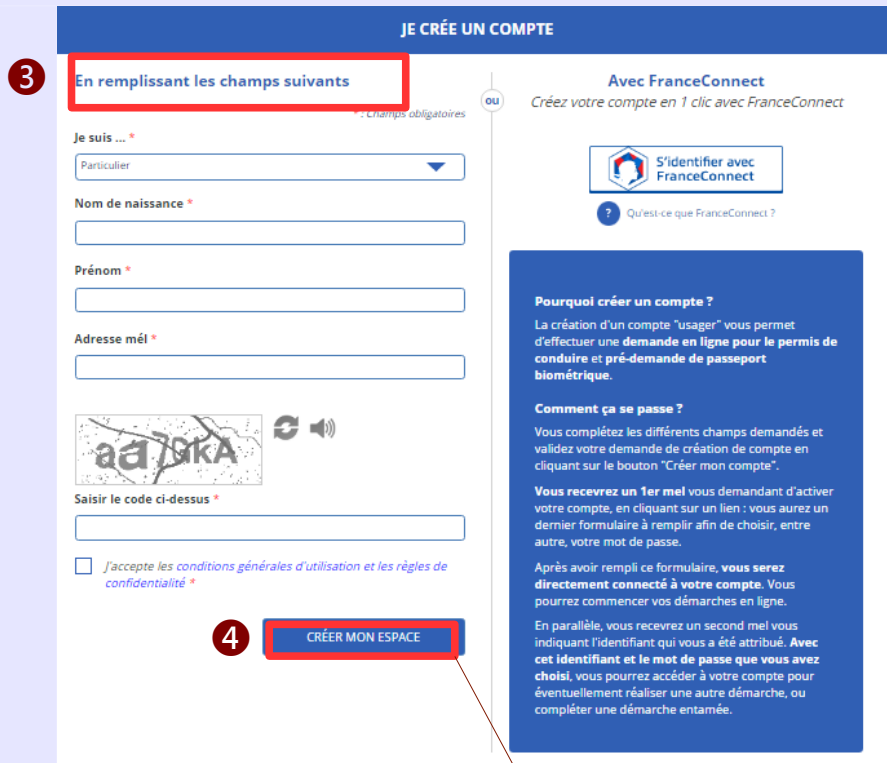 JE CRÉE UN COMPTE
3
En remplissant les champs suivants
* : Champs obligatoires
Je suis ... *
Particulier
Nom de naissance *
Prénom *
Adresse mél *
Saisir le code ci-dessus *
J'accepte les conditions générales d'utilisation et les règles de
confidentialité *
4
CRÉER MON ESPACE
ou
Avec FranceConnect
Créez votre compte en 1 clic avec FranceConnect
S'identifier avec
FranceConnect
? Qu'est-ce que FranceConnect ?
Pourquoi créer un compte ?
La création d'un compte "usager" vous permet
d'effectuer une demande en ligne pour le permis de
conduire et pré-demande de passeport
biométrique.
Comment ça se passe ?
Vous complétez les différents champs demandés et
validez votre demande de création de compte en
cliquant sur le bouton "Créer mon compte".
Vous recevrez un 1er mel vous demandant d'activer
votre compte, en cliquant sur un lien : vous aurez un
dernier formulaire à remplir afin de choisir, entre
autre, votre mot de passe.
Après avoir rempli ce formulaire, vous serez
directement connecté à votre compte. Vous
pourrez commencer vos démarches en ligne.
En parallèle, vous recevrez un second mel vous
indiquant l'identifiant qui vous a été attribué. Avec
cet identifiant et le mot de passe que vous avez
choisi, vous pourrez accéder à votre compte pour
éventuellement réaliser une autre démarche, ou
compléter une démarche entamée.